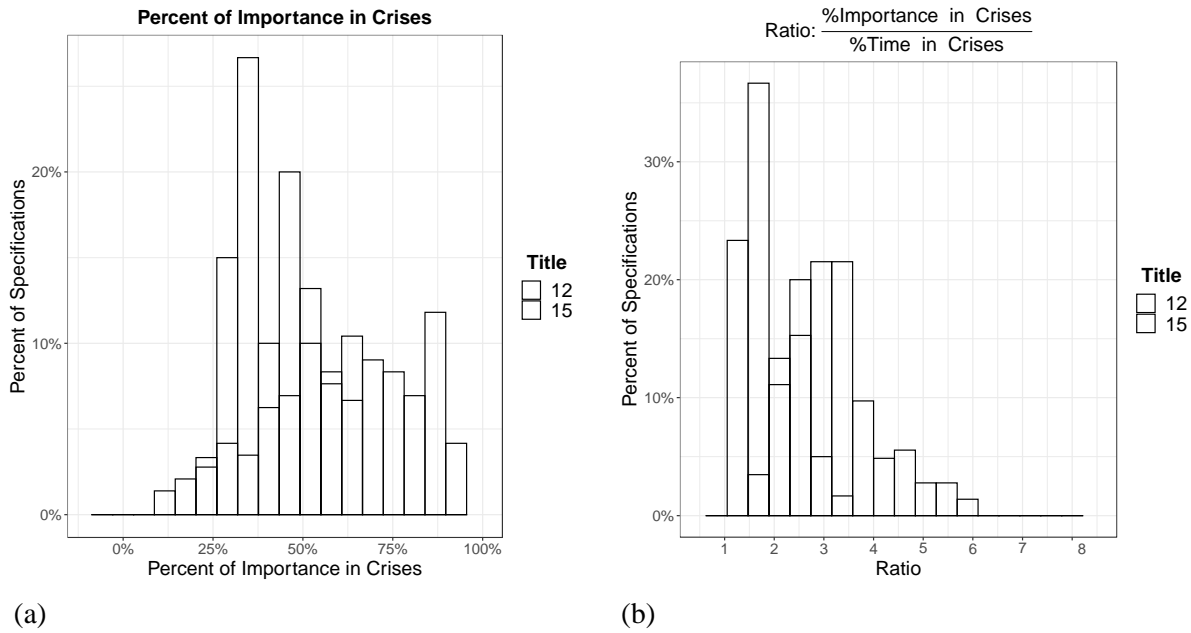 Percent of Importance in Crises
Percent of Specifications
20%
10%
0%
0%
25%
50%
75%
100%
Percent of Importance in Crises
Title
12
15
(a)
Ratio: %Importance in Crises
%Time in Crises
Percent of Specifications
30%
20%
10%
0%
1
2
3
4
5
6
7
8
Ratio
Title
12
15
(b)